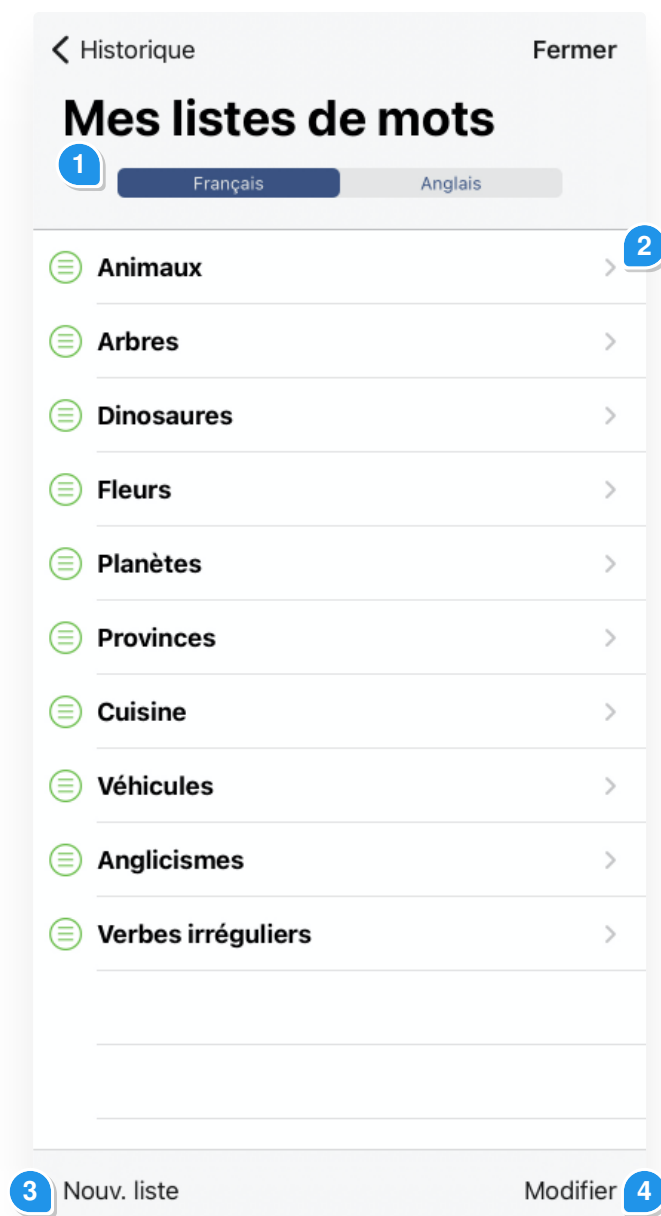 Historique Fermer
Mes listes de mots
1 Français Anglais
2
Animaux
Arbres
Dinosaures
Fleurs
Planètes
Provinces
Cuisine
Véhicules
Anglicismes
Verbes irréguliers
3 Nouv. liste Modifier 4